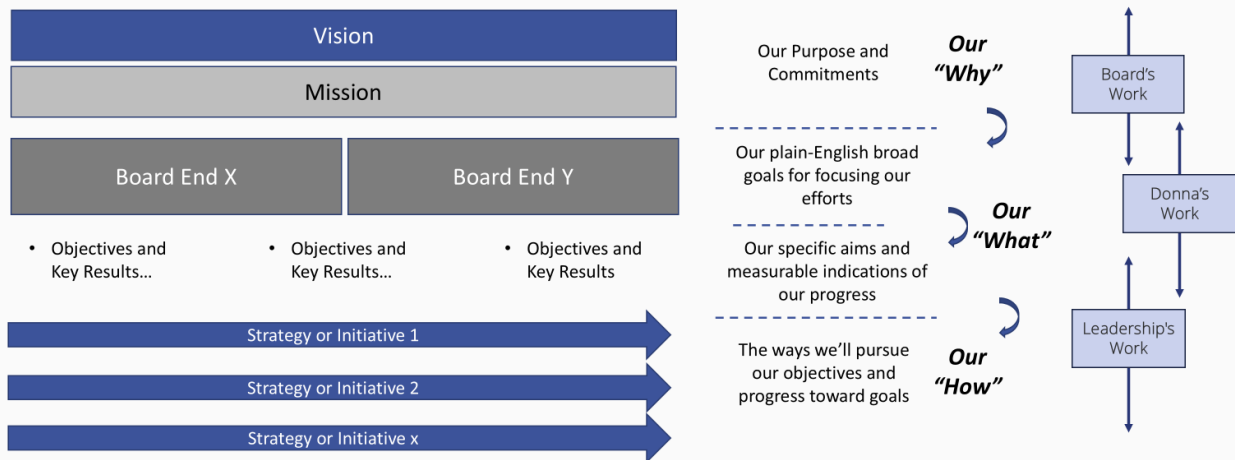 Vision
Mission
Board End X
Board End Y
• Objectives and
Key Results…
• Objectives and
Key Results…
• Objectives and
Key Results
Strategy or Initiative 1
Strategy or Initiative 2
Strategy or Initiative x
Our Purpose and
Commitments
Our
“Why”
Our plain-English broad
goals for focusing our
efforts
Our
“What”
Our specific aims and
measurable indications of
our progress
The ways we’ll pursue
our objectives and
progress toward goals
Our
“How”
Board’s
Work
Donna’s
Work
Leadership's
Work